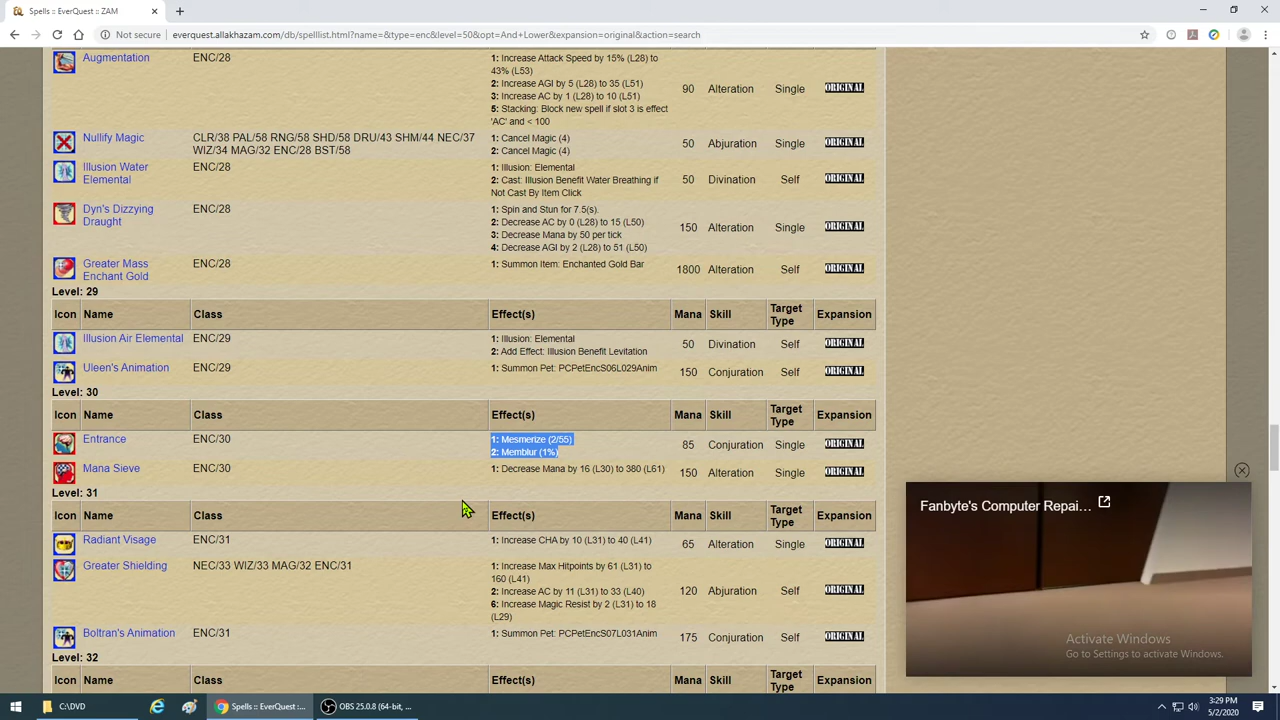 Spells :: EverQuest :: ZAM
Not secure everquest.allakhazam.com/db/spelllist.html?name=&type=enc&level=50&opt=And+Lower&expansion=original&action=search
Augmentation ENC/28 1: Increase Attack Speed by 15% (L28) to
43% (L53)
2: Increase AGI by 5 (L28) to 35 (L51)
90 Alteration Single ORIGINAL
3: Increase AC by 1 (L28) to 10 (L51)
5: Stacking: Block new spell if slot 3 is effect
'AC' and < 100
Nullify Magic CLR/38 PAL/58 RNG/58 SHD/58 DRU/43 SHM/44 NEC/37 1: Cancel Magic (4) 50 Abjuration Single ORIGINAL
WIZ/34 MAG/32 ENC/28 BST/58 2: Cancel Magic (4)
Illusion Water ENC/28 1: Illusion: Elemental
Elemental 2: Cast: Illusion Benefit Water Breathing if 50 Divination Self ORIGINAL
Not Cast By Item Click
Dyn's Dizzying ENC/28 1: Spin and Stun for 7.5(s).
Draught 2: Decrease AC by 0 (L28) to 15 (L50) 150 Alteration Single ORIGINAL
3: Decrease Mana by 50 per tick
4: Decrease AGI by 2 (L28) to 51 (L50)
Greater Mass ENC/28 1: Summon Item: Enchanted Gold Bar 1800 Alteration Self ORIGINAL
Enchant Gold
Level: 29
Icon Name Class Effect(s) Mana Skill Target Type Expansion
Illusion Air Elemental ENC/29 1: Illusion: Elemental 50 Divination Self ORIGINAL
2: Add Effect: Illusion Benefit Levitation
Uleen's Animation ENC/29 1: Summon Pet: PCPetEncS06L029Anim 150 Conjuration Self ORIGINAL
Level: 30
Icon Name Class Effect(s) Mana Skill Target Type Expansion
Entrance ENC/30 1: Mesmerize (2/55) 85 Conjuration Single ORIGINAL
2: Memblur (1%)
Mana Sieve ENC/30 1: Decrease Mana by 16 (L30) to 380 (L61) 150 Alteration Single ORIGINAL
Level: 31
Icon Name Class Effect(s) Mana Skill Target Type Expansion
Fanbyte's Computer Repai...
Radiant Visage ENC/31 1: Increase CHA by 10 (L31) to 40 (L41) 65 Alteration Single ORIGINAL
Greater Shielding NEC/33 WIZ/33 MAG/32 ENC/31 1: Increase Max Hitpoints by 61 (L31) to
160 (L41)
2: Increase AC by 11 (L31) to 33 (L40) 120 Abjuration Self ORIGINAL
6: Increase Magic Resist by 2 (L31) to 18
(L29)
Boltran's Animation ENC/31 1: Summon Pet: PCPetEncS07L031Anim 175 Conjuration Self ORIGINAL
Level: 32
Icon Name Class Effect(s) Mana Skill Target Type Expansion
Activate Windows
Go to Settings to activate Windows.
C:\DVD Spells :: EverQuest :... OBS 25.0.8 (64-bit, ... 3:29 PM
5/2/2020